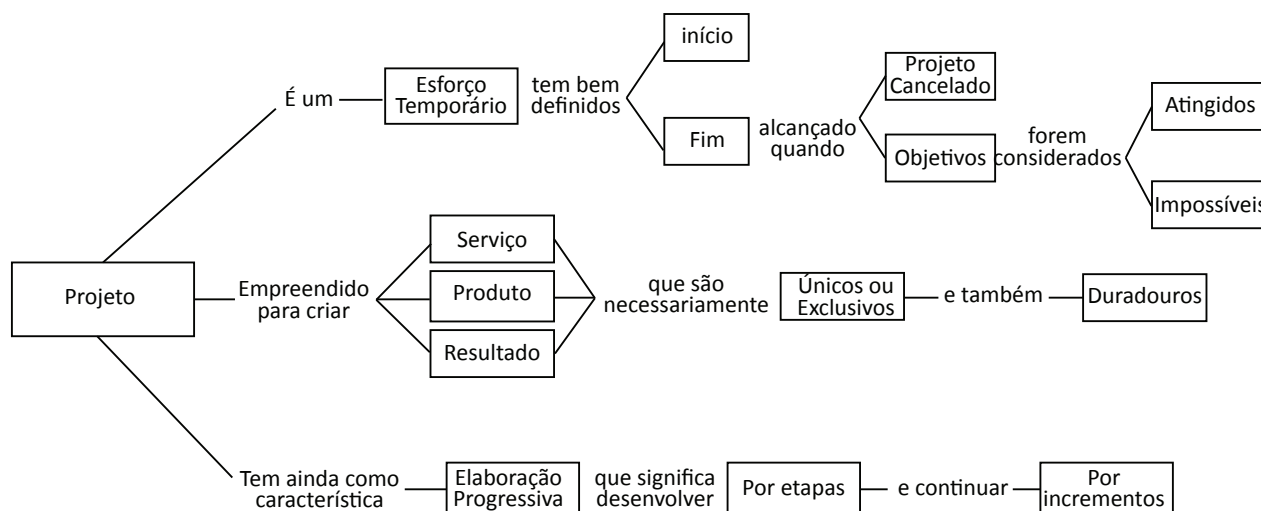 É um
Esforço
Temporário
tem bem
definidos
início
Fim
alcançado
quando
Projeto
Cancelado
Objetivos
forem
considerados
Atingidos
Impossíveis
Projeto
Empreendido
para criar
Serviço
Produto
Resultado
que são
necessariamente
Únicos ou
Exclusivos
e também
Duradouros
Tem ainda como
característica
Elaboração
Progressiva
que significa
desenvolver
Por etapas
e continuar
Por
incrementos